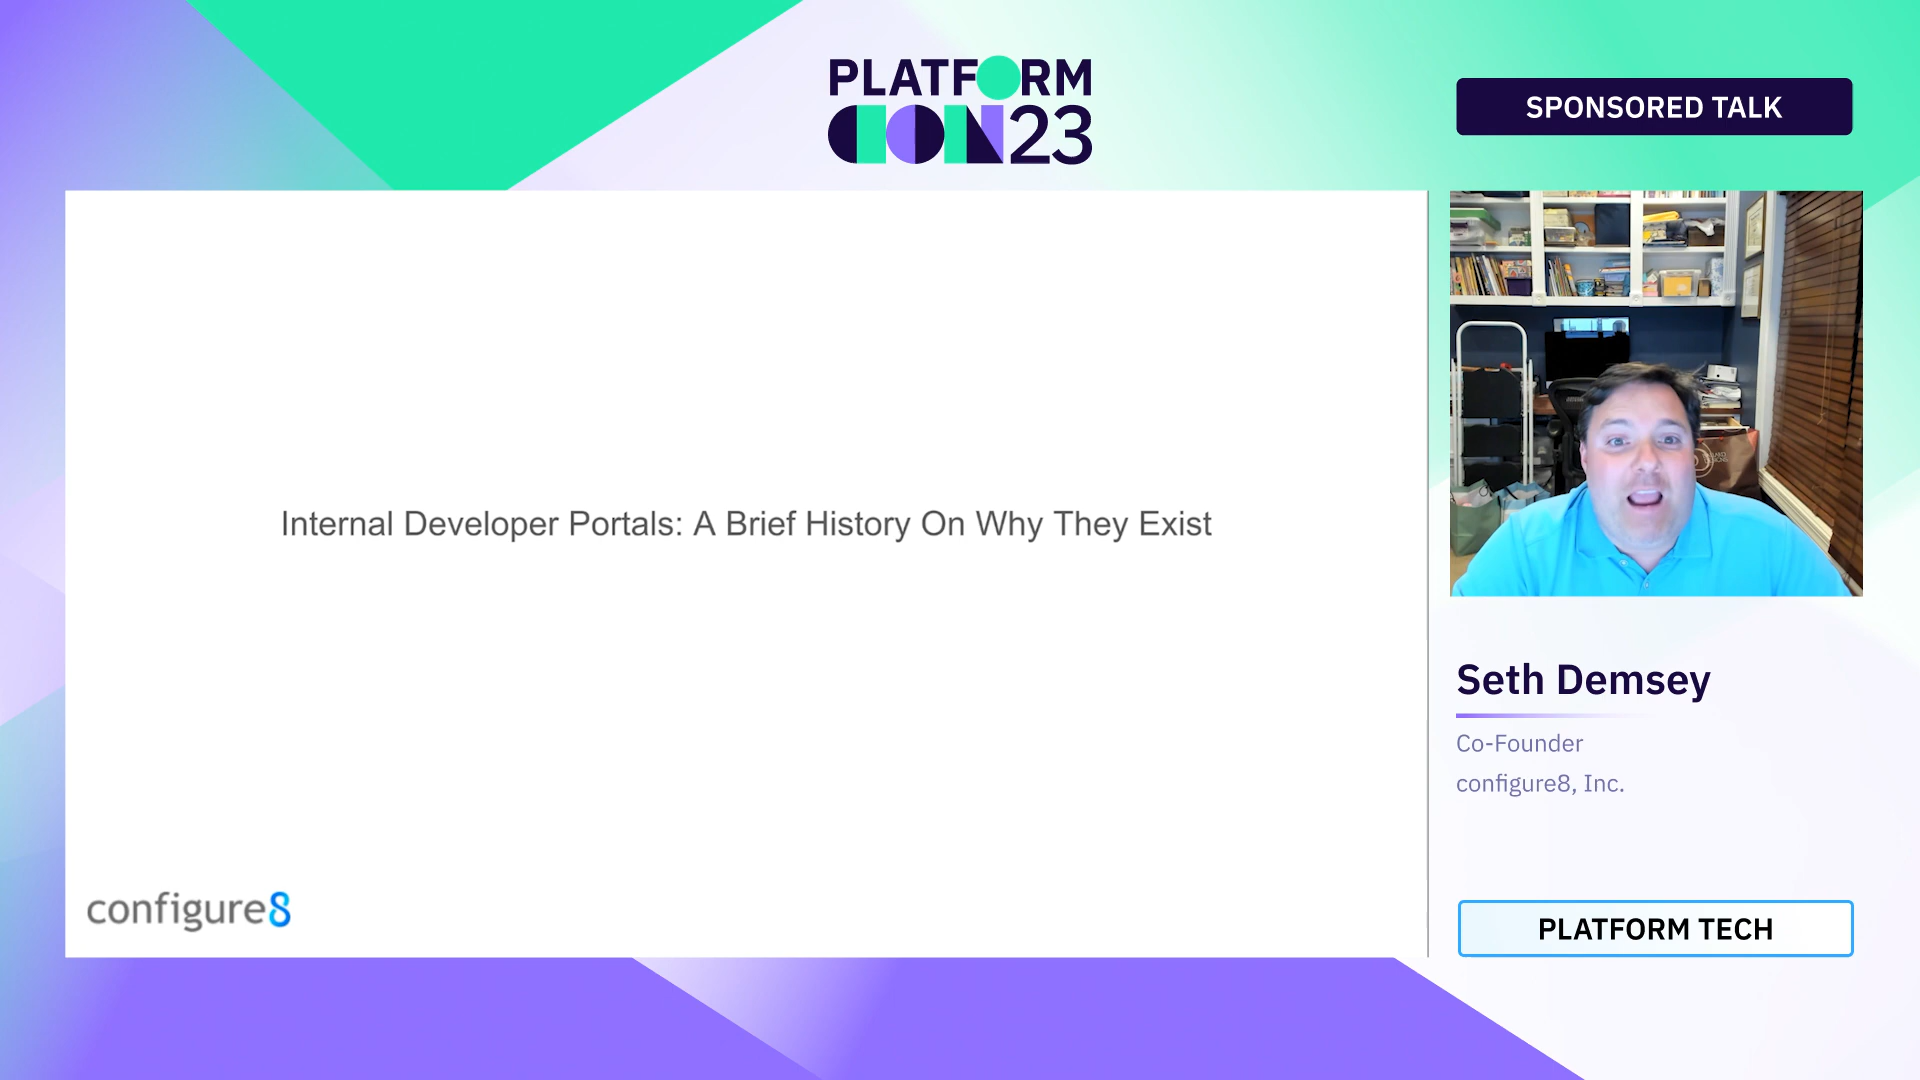 PLATFORM
CON23
SPONSORED TALK
Internal Developer Portals: A Brief History On Why They Exist
configure8
Seth Demsey
Co-Founder
configure8, Inc.
PLATFORM TECH